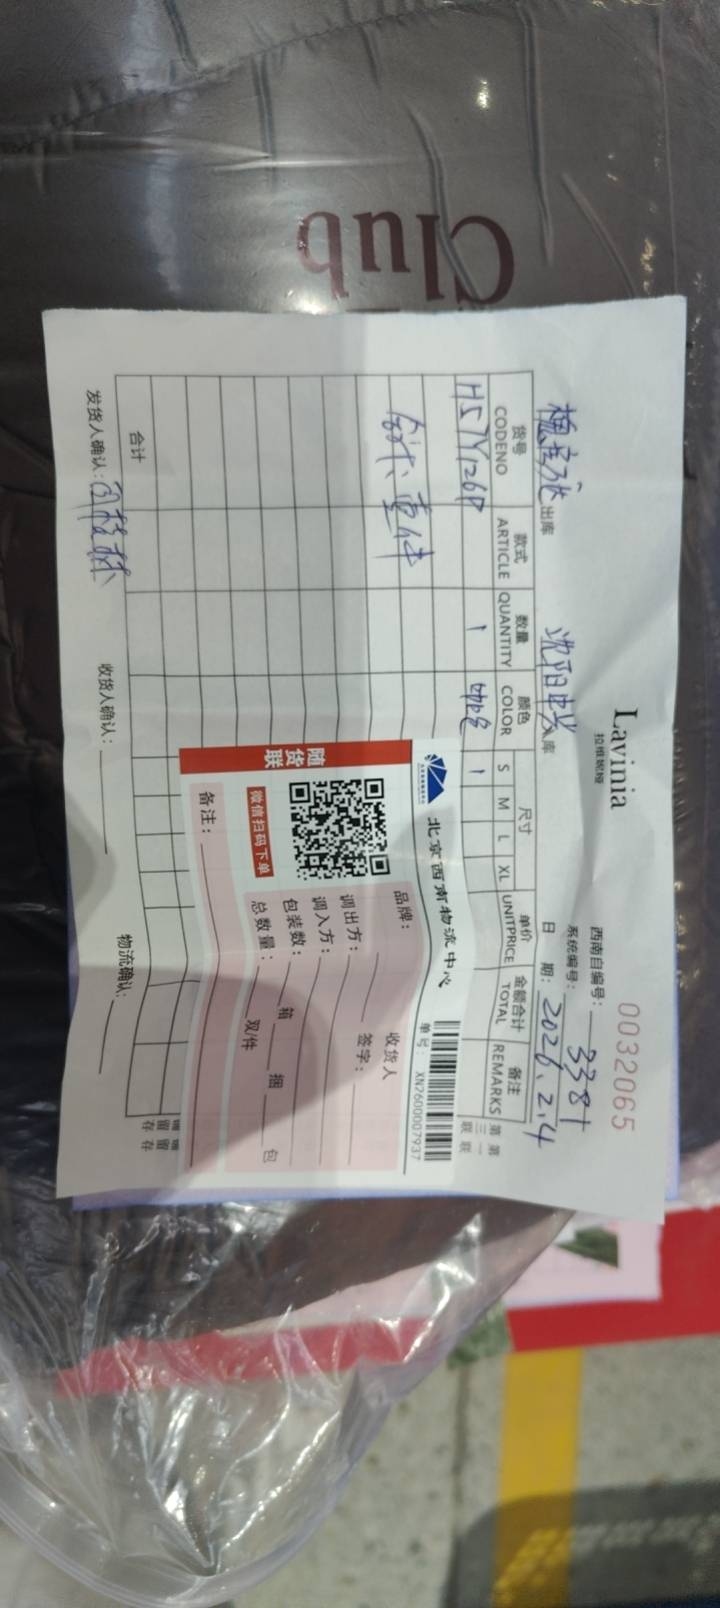 Club
Lavinia
拉维妮娅
0032065
西南自编号：
系统编号： 3381
出库 沈阳 入库 日 期：2026.2.4
货号 款式 数量 颜色 尺寸 单价 金额合计 备注
CODENO ARTICLE QUANTITY COLOR S M L XL UNITPRICE TOTAL REMARKS
1 咖色 1
合计
发货人确认： 收货人确认： 物流确认：
北京西南物流中心
单号： XN2600007937
品牌：
收货人
签字：
调出方：
调入方：
包装数： 箱 捆 包
总数量： 双/件
备注：
随货联
微信扫码下单